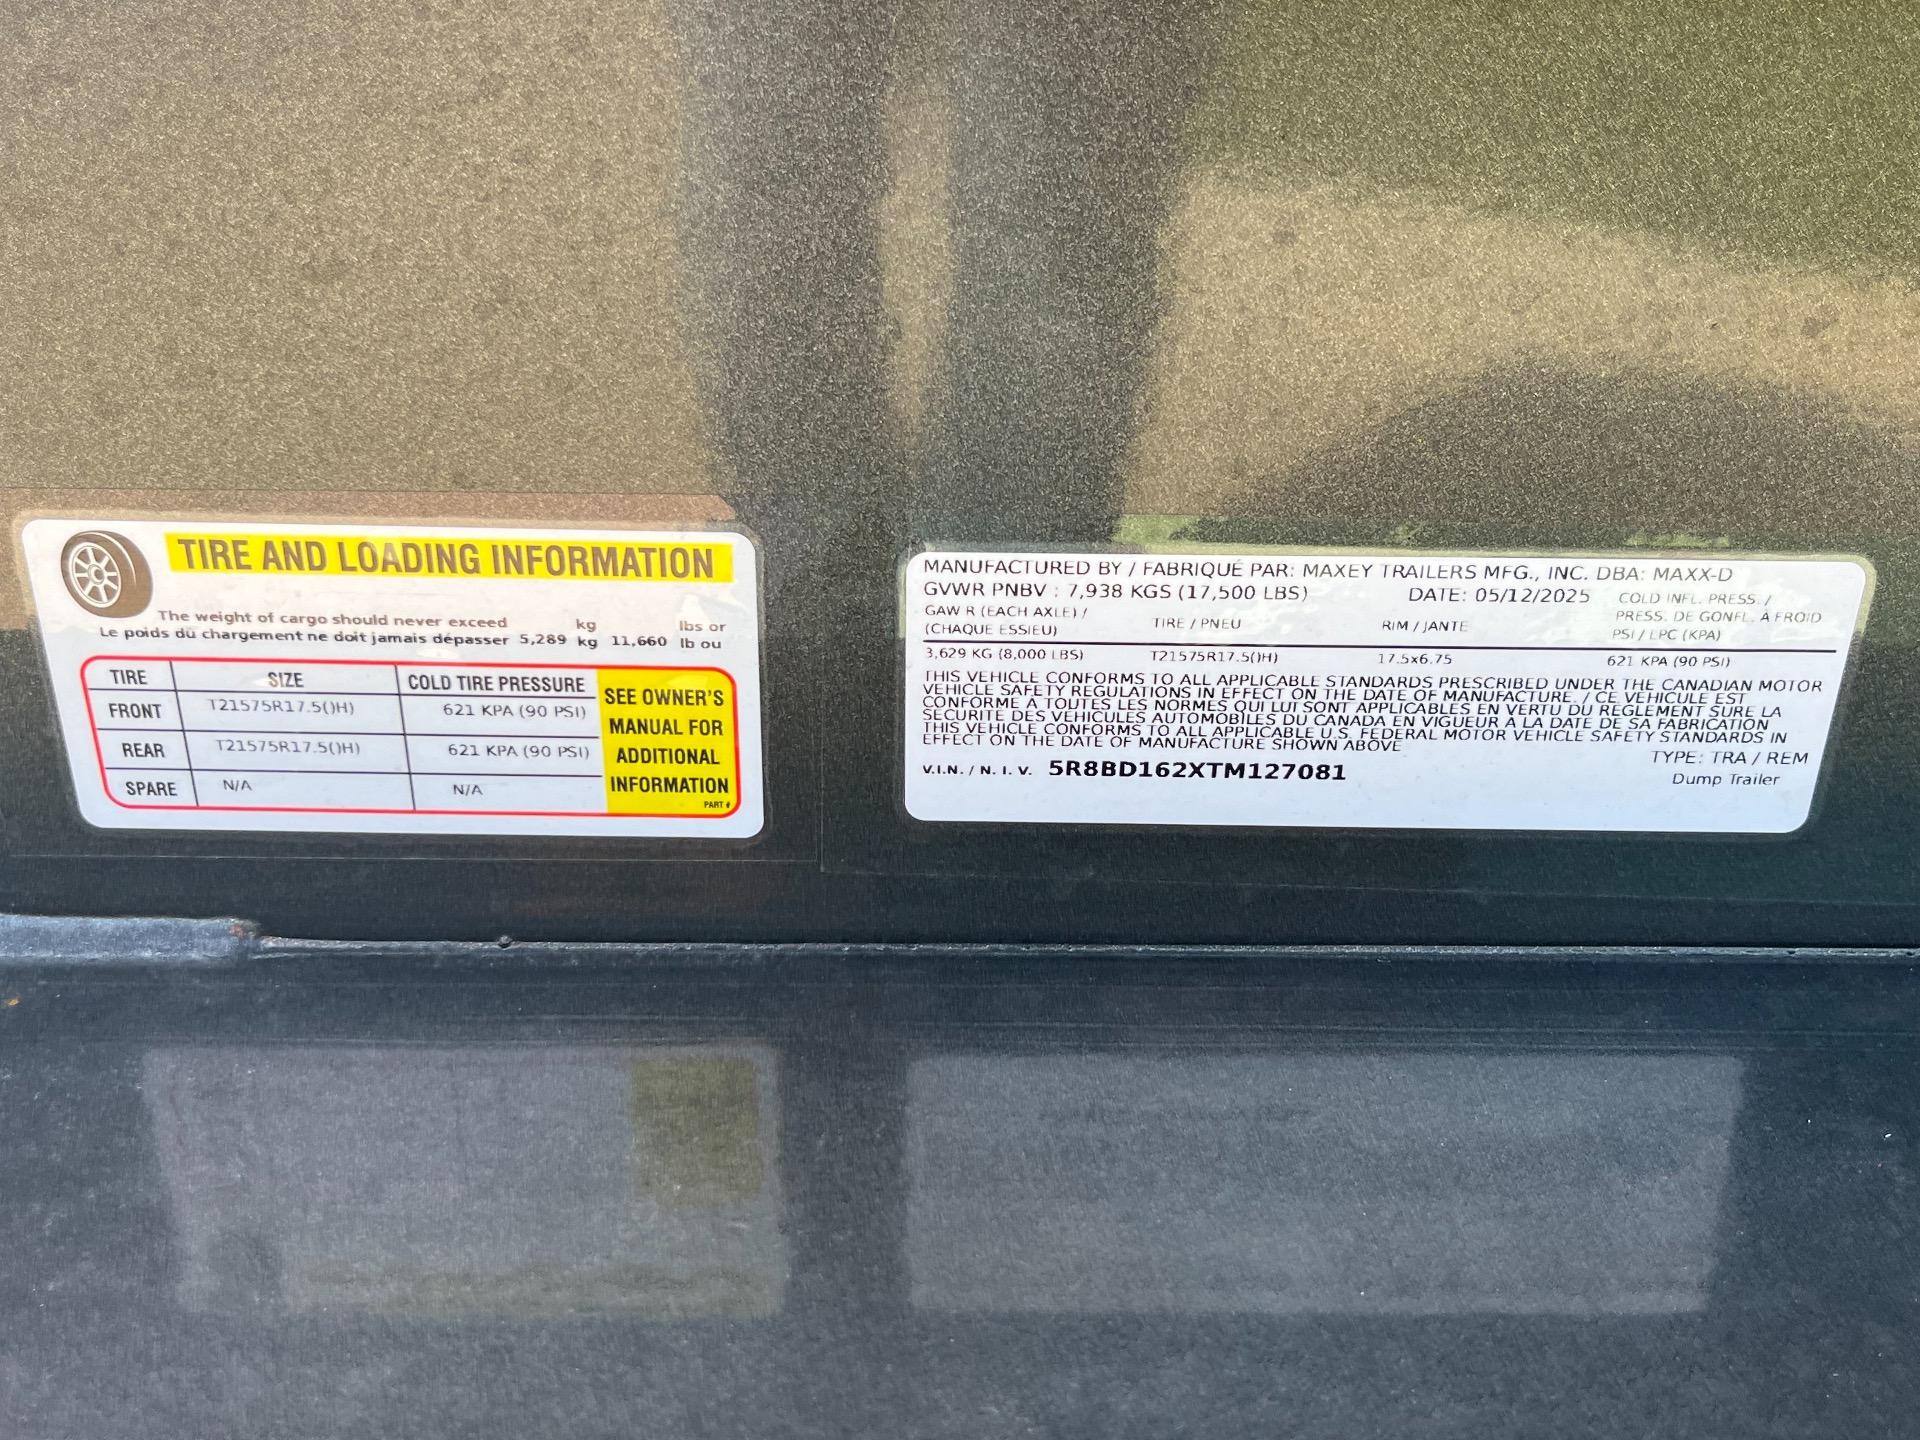 TIRE AND LOADING INFORMATION
The weight of cargo should never exceed kg lbs or
Le poids du chargement ne doit jamais dépasser 5,289 kg 11,660 lb ou
TIRE SIZE COLD TIRE PRESSURE
FRONT T21575R17.5()H) 621 KPA (90 PSI)
REAR T21575R17.5()H) 621 KPA (90 PSI)
SPARE N/A N/A
SEE OWNER'S
MANUAL FOR
ADDITIONAL
INFORMATION
PART #
MANUFACTURED BY / FABRIQUÉ PAR: MAXEY TRAILERS MFG., INC. DBA: MAXX-D
GVWR PNBV : 7,938 KGS (17,500 LBS) DATE: 05/12/2025
GAW R (EACH AXLE) /
(CHAQUE ESSIEU)
TIRE / PNEU
RIM / JANTE
COLD INFL. PRESS. /
PRESS. DE GONFL. A FROID
PSI / LPC (KPA)
3,629 KG (8,000 LBS) T21575R17.5()H) 17.5x6.75 621 KPA (90 PSI)
THIS VEHICLE CONFORMS TO ALL APPLICABLE STANDARDS PRESCRIBED UNDER THE CANADIAN MOTOR
VEHICLE SAFETY REGULATIONS IN EFFECT ON THE DATE OF MANUFACTURE. / CE VEHICULE EST
CONFORME A TOUTES LES NORMES QUI LUI SONT APPLICABLES EN VERTU DU REGLEMENT SURE LA
SECURITE DES VEHICULES AUTOMOBILES DU CANADA EN VIGUEUR A LA DATE DE SA FABRICATION
THIS VEHICLE CONFORMS TO ALL APPLICABLE U.S. FEDERAL MOTOR VEHICLE SAFETY STANDARDS IN
EFFECT ON THE DATE OF MANUFACTURE SHOWN ABOVE
V.I.N. / N. I. V. 5R8BD162XTM127081
TYPE: TRA / REM
Dump Trailer